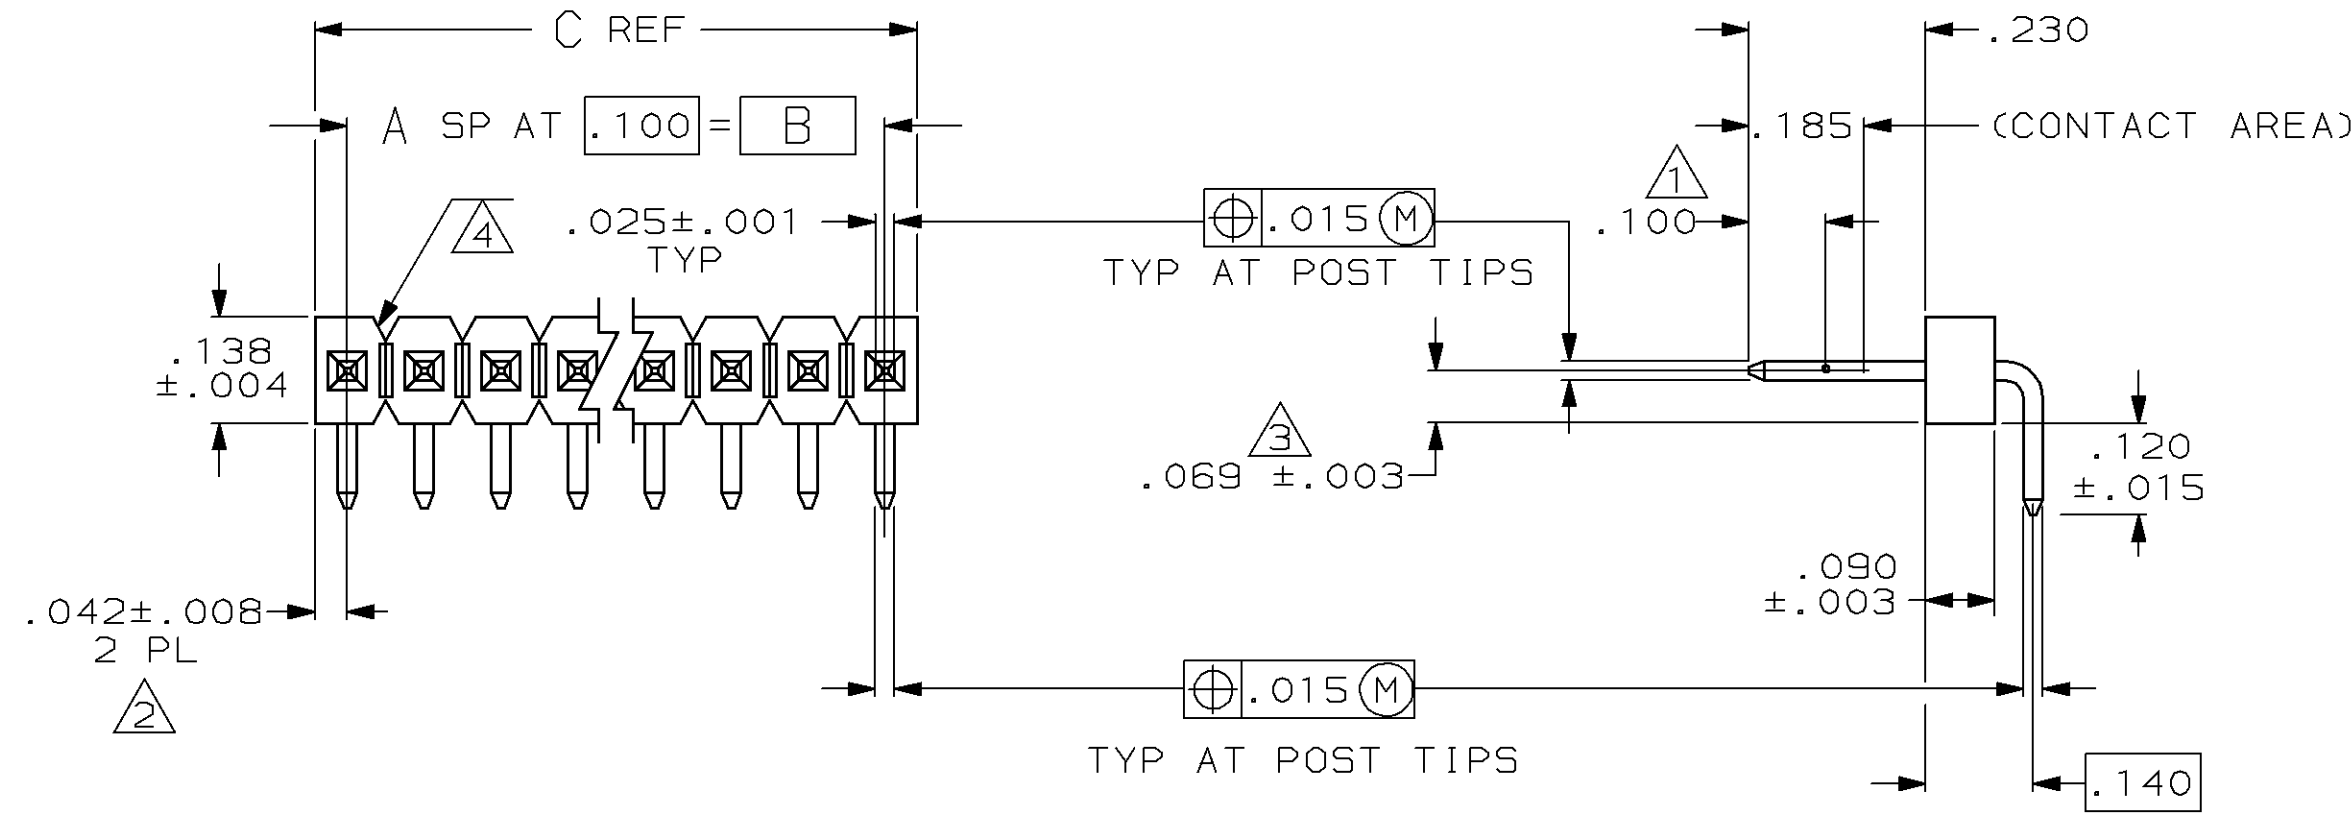 C REF
.230
A SP AT .100 = B
.185 (CONTACT AREA)
1
.100
.015 M
TYP AT POST TIPS
4
.025±.001
TYP
.138
±.004
3
.069 ±.003
.120
±.015
.090
±.003
.042±.008
2 PL
2
.015 M
TYP AT POST TIPS
.140